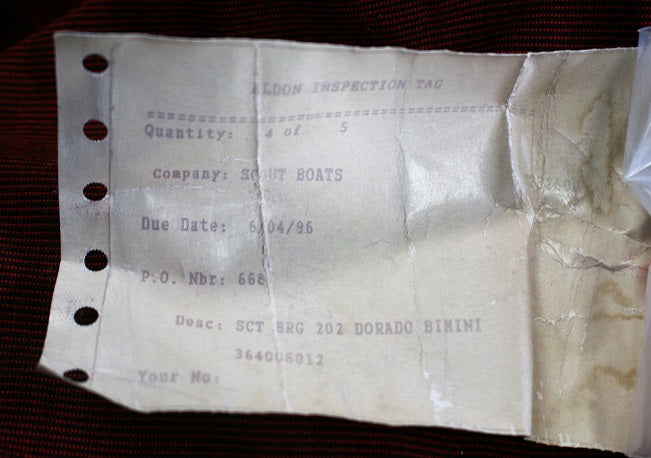 ALDON INSPECTION TAG
==========================================
Quantity: 4 of 5
Company: SCOUT BOATS
Due Date: 6/04/96
P.O. Nbr: 668
Desc: SCT BRG 202 DORADO BIMINI
364006012
Your No: